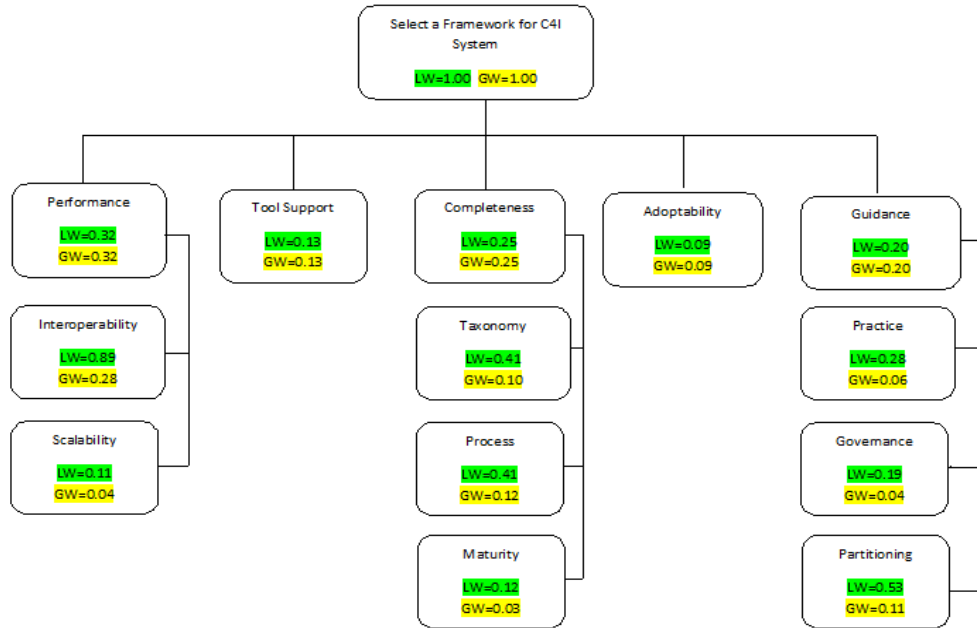 Select a Framework for C4I
System
LW=1.00 GW=1.00
Performance
LW=0.32
GW=0.32
Tool Support
LW=0.13
GW=0.13
Completeness
LW=0.25
GW=0.25
Adoptability
LW=0.09
GW=0.09
Guidance
LW=0.20
GW=0.20
Interoperability
LW=0.89
GW=0.28
Taxonomy
LW=0.41
GW=0.10
Practice
LW=0.28
GW=0.06
Scalability
LW=0.11
GW=0.04
Process
LW=0.41
GW=0.12
Governance
LW=0.19
GW=0.04
Maturity
LW=0.12
GW=0.03
Partitioning
LW=0.53
GW=0.11